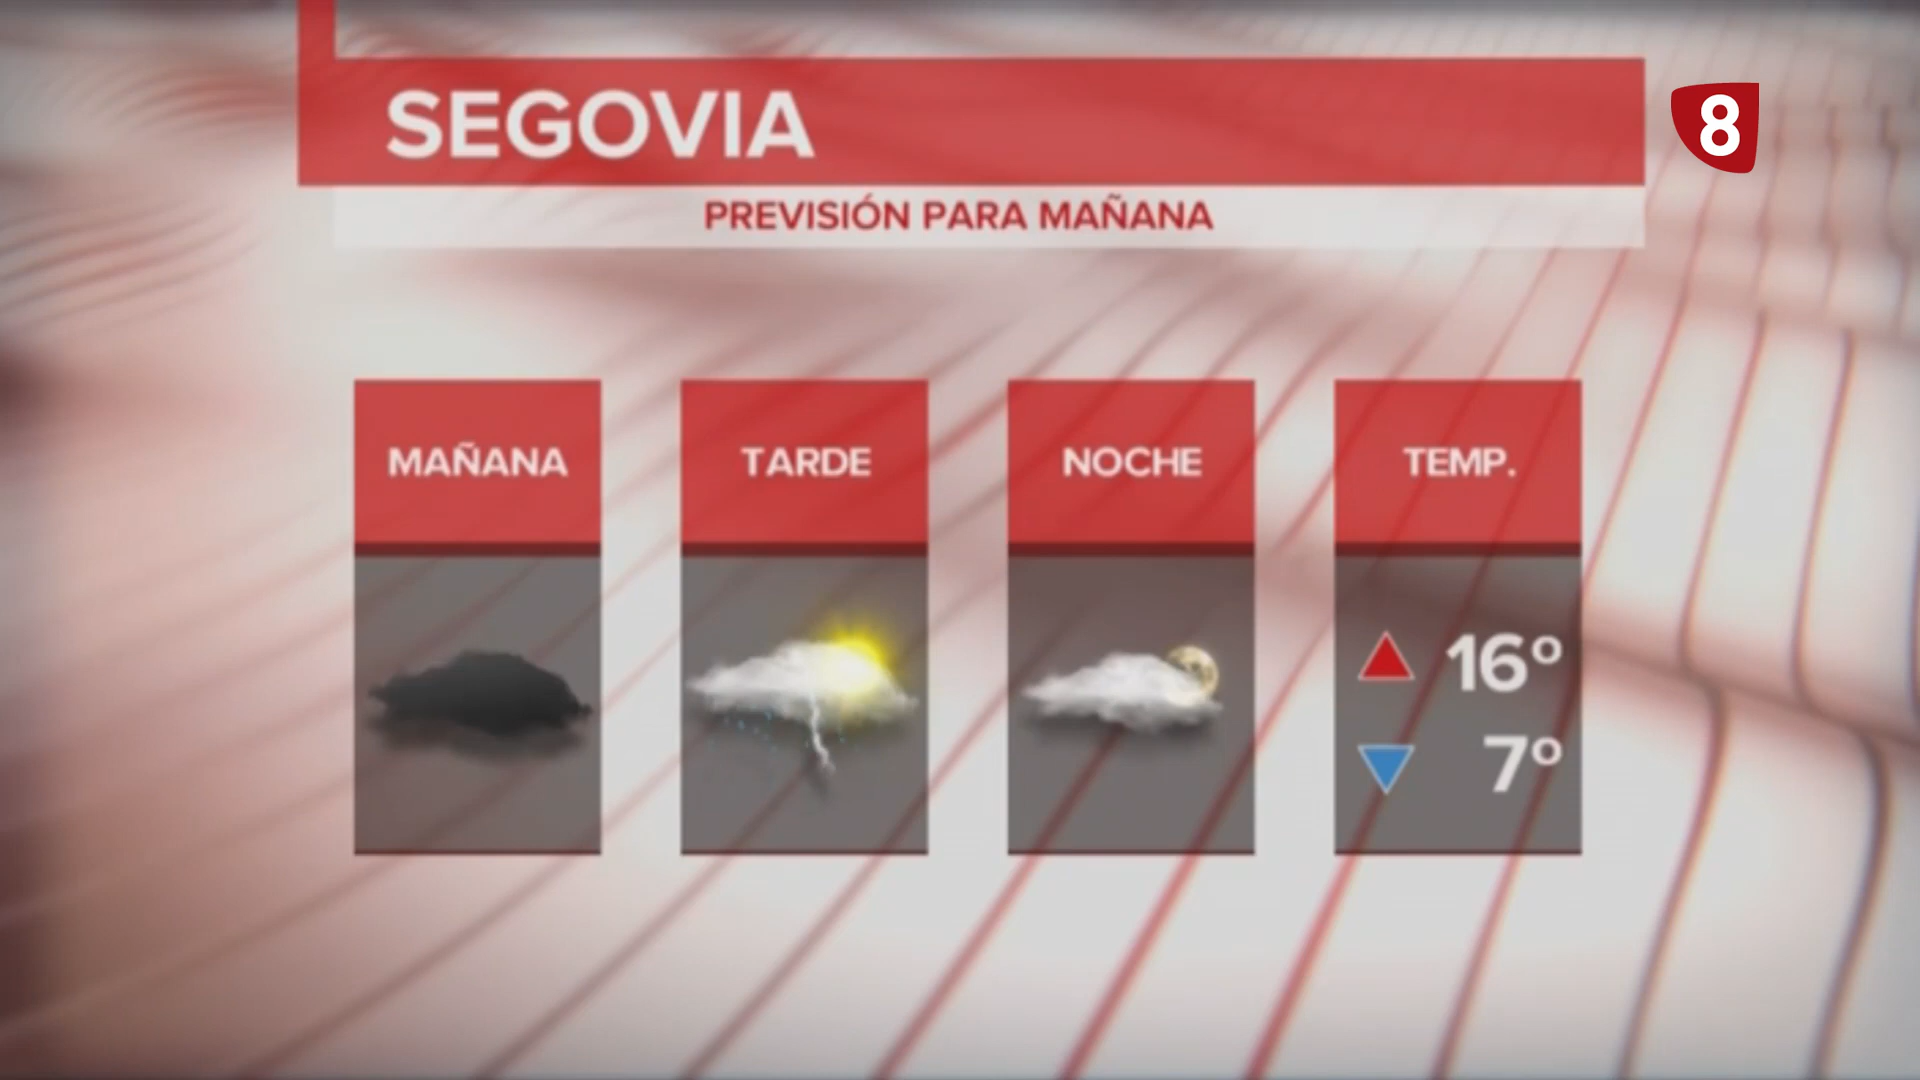 SEGOVIA
8
PREVISIÓN PARA MAÑANA
MAÑANA
TARDE
NOCHE
TEMP.
16º
7º